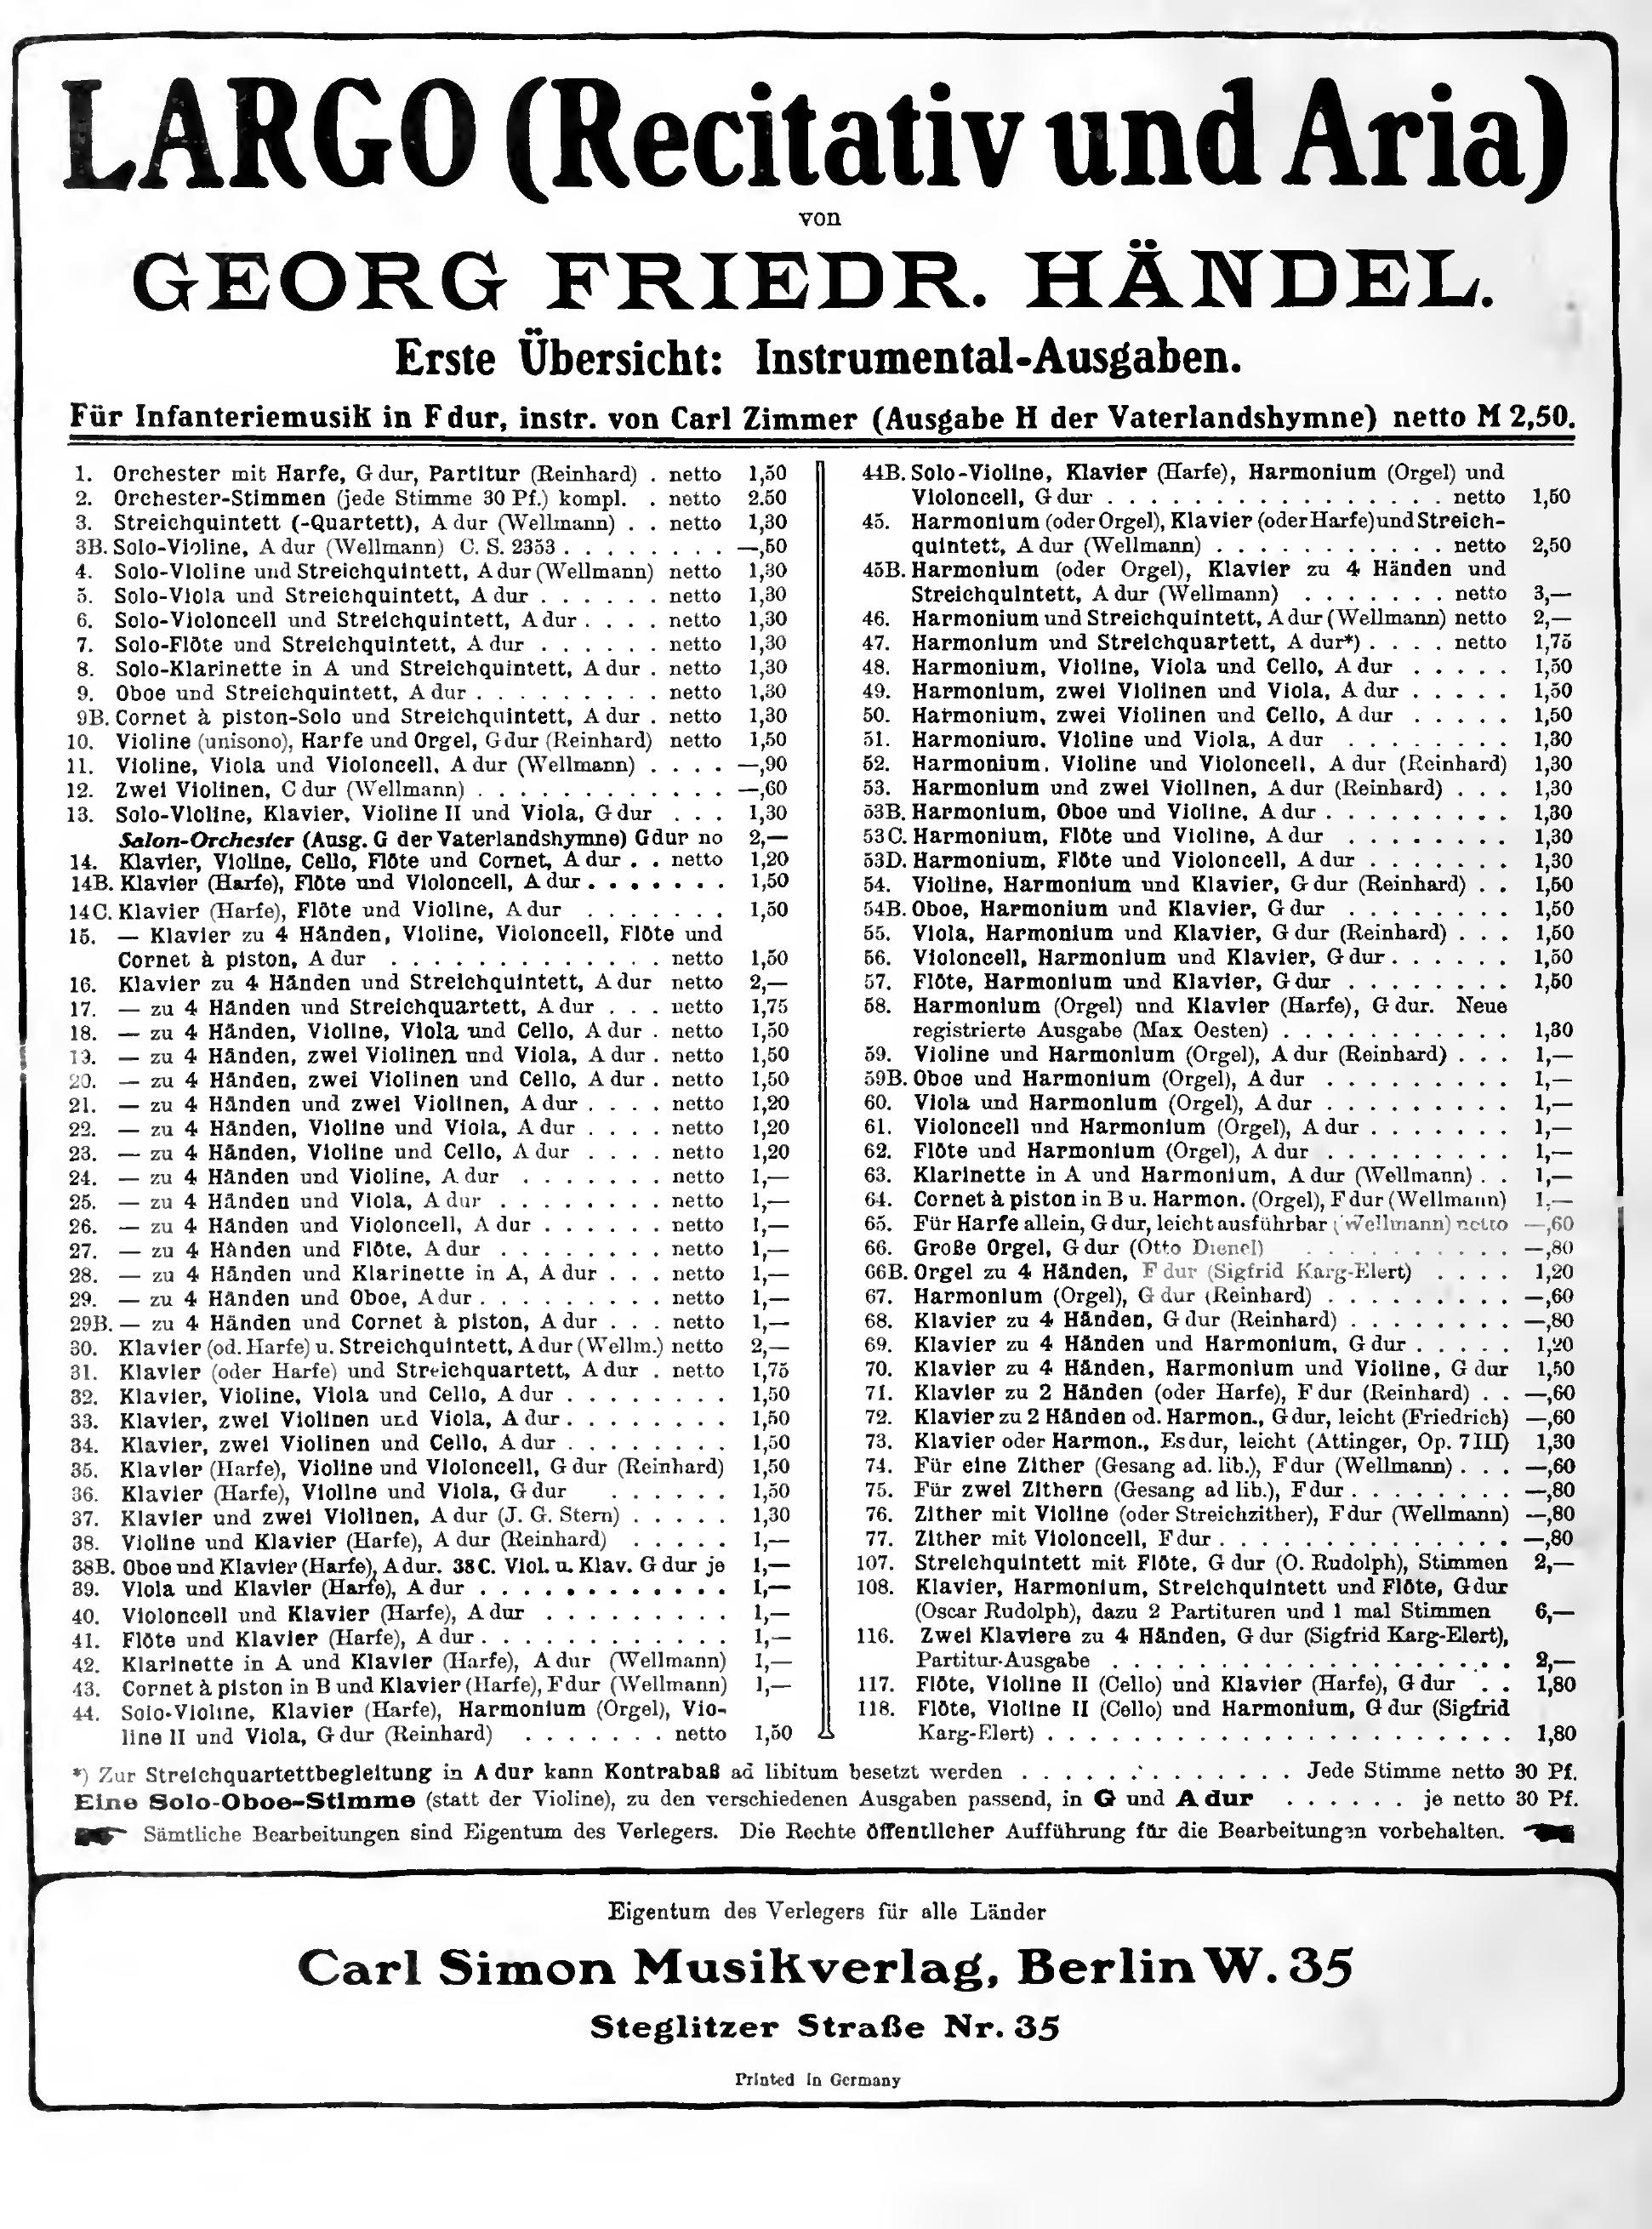 LARGO (Recitativ und Aria)
von
GEORG FRIEDR. HÄNDEL.
Erste Übersicht: Instrumental-Ausgaben.
Für Infanteriemusik in F dur, instr. von Carl Zimmer (Ausgabe H der Vaterlandshymne) netto M 2,50.
1. Orchester mit Harfe, G dur, Partitur (Reinhard) . netto 1,50
2. Orchester-Stimmen (jede Stimme 30 Pf.) kompl. . netto 2.50
3. Streichquintett (-Quartett), A dur (Wellmann) . . netto 1,30
3B. Solo-Violine, A dur (Wellmann) C. S. 2353 . . . . . . . . —,50
4. Solo-Violine und Streichquintett, A dur (Wellmann) netto 1,30
5. Solo-Viola und Streichquintett, A dur . . . . . . netto 1,30
6. Solo-Violoncell und Streichquintett, A dur . . . . netto 1,30
7. Solo-Flöte und Streichquintett, A dur . . . . . . netto 1,30
8. Solo-Klarinette in A und Streichquintett, A dur . netto 1,30
9. Oboe und Streichquintett, A dur . . . . . . . . . netto 1,30
9B. Cornet à piston-Solo und Streichquintett, A dur . netto 1,30
10. Violine (unisono), Harfe und Orgel, G dur (Reinhard) netto 1,50
11. Violine, Viola und Violoncell, A dur (Wellmann) . . . . —,90
12. Zwei Violinen, C dur (Wellmann) . . . . . . . . . . . . —,60
13. Solo-Violine, Klavier, Violine II und Viola, G dur . . . 1,30
Salon-Orchester (Ausg. G der Vaterlandshymne) G dur no 2,—
14. Klavier, Violine, Cello, Flöte und Cornet, A dur . . netto 1,20
14B. Klavier (Harfe), Flöte und Violoncell, A dur . . . . . . . 1,50
14C. Klavier (Harfe), Flöte und Violine, A dur . . . . . . . 1,50
15. — Klavier zu 4 Händen, Violine, Violoncell, Flöte und
Cornet à piston, A dur . . . . . . . . . . . . . netto 1,50
16. Klavier zu 4 Händen und Streichquintett, A dur netto 2,—
17. — zu 4 Händen und Streichquartett, A dur . . . netto 1,75
18. — zu 4 Händen, Violine, Viola und Cello, A dur . netto 1,50
19. — zu 4 Händen, zwei Violinen und Viola, A dur . netto 1,50
20. — zu 4 Händen, zwei Violinen und Cello, A dur . netto 1,50
21. — zu 4 Händen und zwei Violinen, A dur . . . . netto 1,20
22. — zu 4 Händen, Violine und Viola, A dur . . . . netto 1,20
23. — zu 4 Händen, Violine und Cello, A dur . . . . netto 1,20
24. — zu 4 Händen und Violine, A dur . . . . . . . netto 1,—
25. — zu 4 Händen und Viola, A dur . . . . . . . . netto 1,—
26. — zu 4 Händen und Violoncell, A dur . . . . . . netto 1,—
27. — zu 4 Händen und Flöte, A dur . . . . . . . . netto 1,—
28. — zu 4 Händen und Klarinette in A, A dur . . . netto 1,—
29. — zu 4 Händen und Oboe, A dur . . . . . . . . . netto 1,—
29B. — zu 4 Händen und Cornet à piston, A dur . . . netto 1,—
30. Klavier (od. Harfe) u. Streichquintett, A dur (Wellm.) netto 2,—
31. Klavier (oder Harfe) und Streichquartett, A dur . netto 1,75
32. Klavier, Violine, Viola und Cello, A dur . . . . . . . 1,50
33. Klavier, zwei Violinen und Viola, A dur . . . . . . . . 1,50
34. Klavier, zwei Violinen und Cello, A dur . . . . . . . . 1,50
35. Klavier (Harfe), Violine und Violoncell, G dur (Reinhard) 1,50
36. Klavier (Harfe), Violine und Viola, G dur . . . . . . 1,50
37. Klavier und zwei Violinen, A dur (J. G. Stern) . . . . . 1,30
38. Violine und Klavier (Harfe), A dur (Reinhard) . . . . . 1,—
38B. Oboe und Klavier (Harfe), A dur. 38C. Viol. u. Klav. G dur je 1,—
39. Viola und Klavier (Harfe), A dur . . . . . . . . . . . . 1,—
40. Violoncell und Klavier (Harfe), A dur . . . . . . . . . 1,—
41. Flöte und Klavier (Harfe), A dur . . . . . . . . . . . . 1,—
42. Klarinette in A und Klavier (Harfe), A dur (Wellmann) 1,—
43. Cornet à piston in B und Klavier (Harfe), F dur (Wellmann) 1,—
44. Solo-Violine, Klavier (Harfe), Harmonium (Orgel), Vio-
line II und Viola, G dur (Reinhard) . . . . . . . netto 1,50
44B. Solo-Violine, Klavier (Harfe), Harmonium (Orgel) und
Violoncell, G dur . . . . . . . . . . . . . . . . netto 1,50
45. Harmonium (oder Orgel), Klavier (oder Harfe) und Streich-
quintett, A dur (Wellmann) . . . . . . . . . . . netto 2,50
45B. Harmonium (oder Orgel), Klavier zu 4 Händen und
Streichquintett, A dur (Wellmann) . . . . . . . netto 3,—
46. Harmonium und Streichquintett, A dur (Wellmann) netto 2,—
47. Harmonium und Streichquartett, A dur*) . . . . netto 1,75
48. Harmonium, Violine, Viola und Cello, A dur . . . . . 1,50
49. Harmonium, zwei Violinen und Viola, A dur . . . . . 1,50
50. Harmonium, zwei Violinen und Cello, A dur . . . . . 1,50
51. Harmonium, Violine und Viola, A dur . . . . . . . . 1,30
52. Harmonium, Violine und Violoncell, A dur (Reinhard) 1,30
53. Harmonium und zwei Violinen, A dur (Reinhard) . . . 1,30
53B. Harmonium, Oboe und Violine, A dur . . . . . . . . . 1,30
53C. Harmonium, Flöte und Violine, A dur . . . . . . . . 1,30
53D. Harmonium, Flöte und Violoncell, A dur . . . . . . . 1,30
54. Violine, Harmonium und Klavier, G dur (Reinhard) . . 1,50
54B. Oboe, Harmonium und Klavier, G dur . . . . . . . . 1,50
55. Viola, Harmonium und Klavier, G dur (Reinhard) . . . 1,50
56. Violoncell, Harmonium und Klavier, G dur . . . . . . 1,50
57. Flöte, Harmonium und Klavier, G dur . . . . . . . . 1,50
58. Harmonium (Orgel) und Klavier (Harfe), G dur. Neue
registrierte Ausgabe (Max Oesten) . . . . . . . . . . . 1,30
59. Violine und Harmonium (Orgel), A dur (Reinhard) . . . 1,—
59B. Oboe und Harmonium (Orgel), A dur . . . . . . . . . 1,—
60. Viola und Harmonium (Orgel), A dur . . . . . . . . . 1,—
61. Violoncell und Harmonium (Orgel), A dur . . . . . . . 1,—
62. Flöte und Harmonium (Orgel), A dur . . . . . . . . . 1,—
63. Klarinette in A und Harmonium, A dur (Wellmann) . . 1,—
64. Cornet à piston in B u. Harmon. (Orgel), F dur (Wellmann) 1,—
65. Für Harfe allein, G dur, leicht ausführbar (Wellmann) netto —,60
66. Große Orgel, G dur (Otto Dienel) . . . . . . . . . . —,80
66B. Orgel zu 4 Händen, F dur (Sigfrid Karg-Elert) . . . . 1,20
67. Harmonium (Orgel), G dur (Reinhard) . . . . . . . . . —,60
68. Klavier zu 4 Händen, G dur (Reinhard) . . . . . . . . —,80
69. Klavier zu 4 Händen und Harmonium, G dur . . . . . 1,20
70. Klavier zu 4 Händen, Harmonium und Violine, G dur 1,50
71. Klavier zu 2 Händen (oder Harfe), F dur (Reinhard) . . —,60
72. Klavier zu 2 Händen od. Harmon., G dur, leicht (Friedrich) —,60
73. Klavier oder Harmon., Es dur, leicht (Attinger, Op. 7 III) 1,30
74. Für eine Zither (Gesang ad. lib.), F dur (Wellmann) . . . —,60
75. Für zwei Zithern (Gesang ad lib.), F dur . . . . . . . . —,80
76. Zither mit Violine (oder Streichzither), F dur (Wellmann) —,80
77. Zither mit Violoncell, F dur . . . . . . . . . . . . . . —,80
107. Streichquintett mit Flöte, G dur (O. Rudolph), Stimmen 2,—
108. Klavier, Harmonium, Streichquintett und Flöte, G dur
(Oscar Rudolph), dazu 2 Partituren und 1 mal Stimmen 6,—
116. Zwei Klaviere zu 4 Händen, G dur (Sigfrid Karg-Elert),
Partitur-Ausgabe . . . . . . . . . . . . . . . . . . 2,—
117. Flöte, Violine II (Cello) und Klavier (Harfe), G dur . . 1,80
118. Flöte, Violine II (Cello) und Harmonium, G dur (Sigfrid
Karg-Elert) . . . . . . . . . . . . . . . . . . . . . . 1,80
*) Zur Streichquartettbegleitung in A dur kann Kontrabaß ad libitum besetzt werden . . . . . . . . . . . . . Jede Stimme netto 30 Pf.
Eine Solo-Oboe-Stimme (statt der Violine), zu den verschiedenen Ausgaben passend, in G und A dur . . . . . . je netto 30 Pf.
Sämtliche Bearbeitungen sind Eigentum des Verlegers. Die Rechte öffentlicher Aufführung für die Bearbeitungen vorbehalten.
Eigentum des Verlegers für alle Länder
Carl Simon Musikverlag, Berlin W. 35
Steglitzer Straße Nr. 35
Printed in Germany